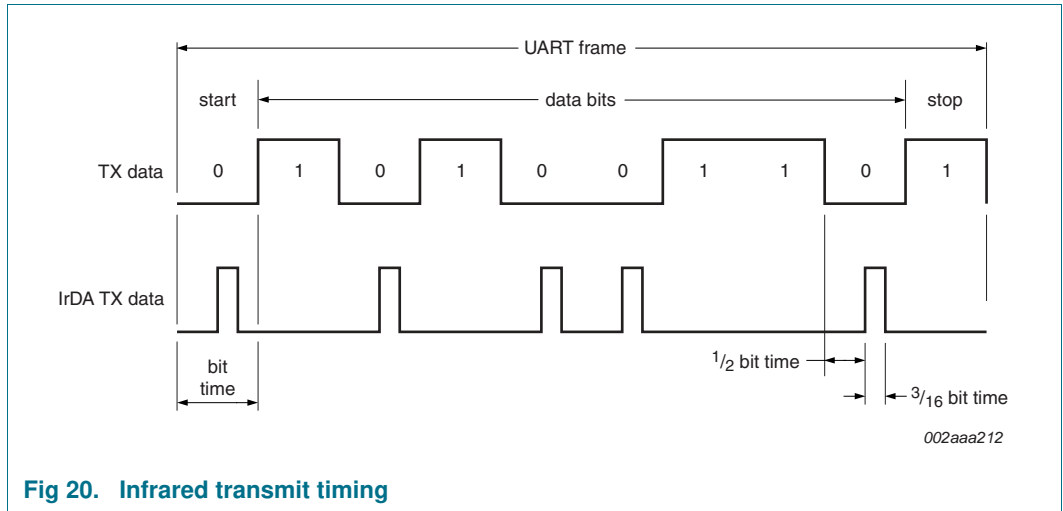 UART frame
start data bits stop
TX data 0 1 0 1 0 0 1 1 0 1
IrDA TX data
bit
time
1/2 bit time
3/16 bit time
002aaa212
Fig 20. Infrared transmit timing